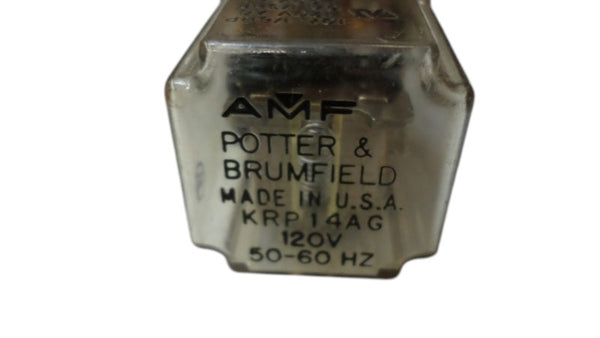 AMF
POTTER &
BRUMFIELD
MADE IN U.S.A.
KRP14AG
120V
50-60 HZ